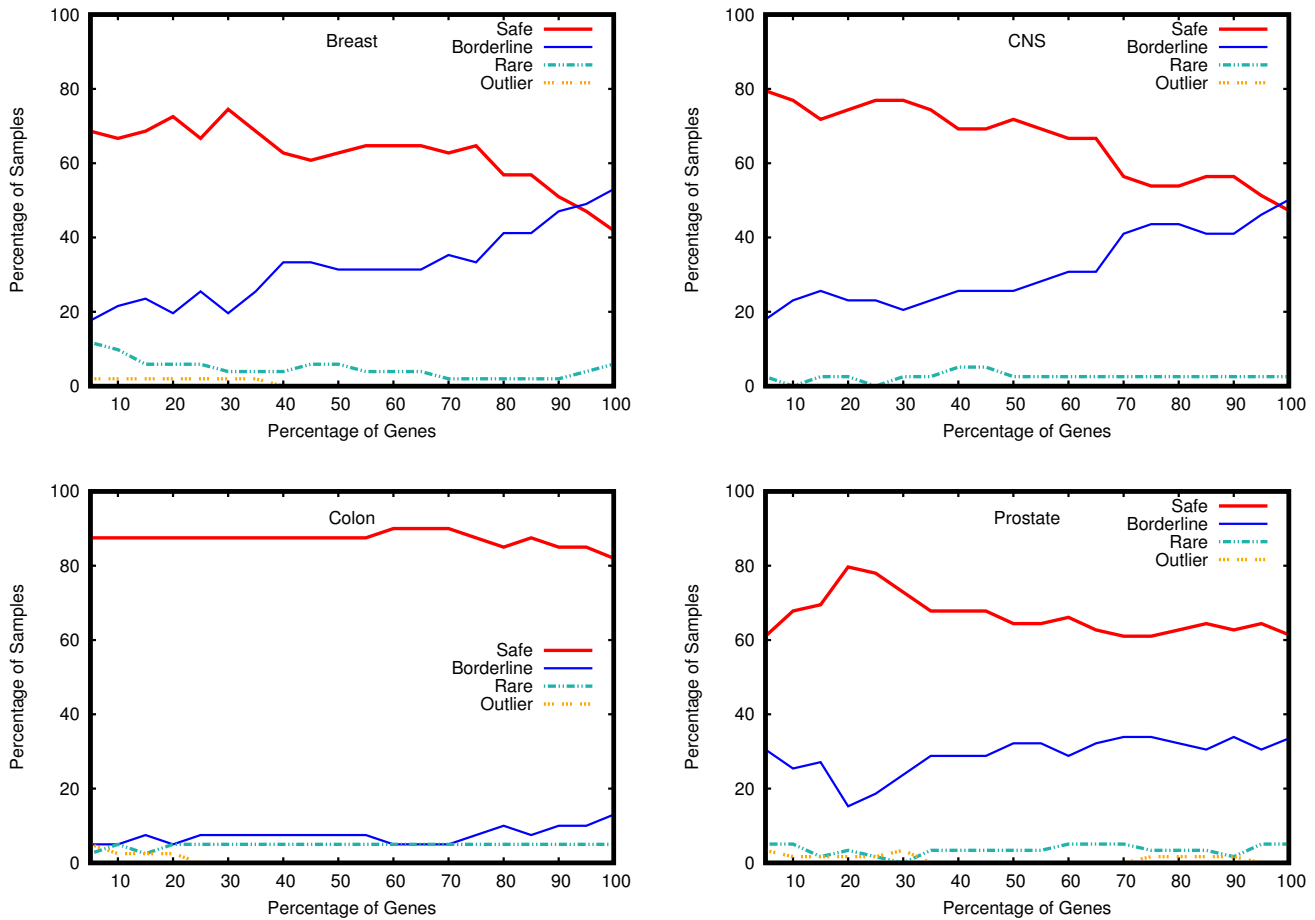 Breast
Safe
Borderline
Rare
Outlier
Percentage of Samples
100
80
60
40
20
0
10 20 30 40 50 60 70 80 90 100
Percentage of Genes
CNS
Safe
Borderline
Rare
Outlier
Percentage of Samples
100
80
60
40
20
0
10 20 30 40 50 60 70 80 90 100
Percentage of Genes
Colon
Safe
Borderline
Rare
Outlier
Percentage of Samples
100
80
60
40
20
0
10 20 30 40 50 60 70 80 90 100
Percentage of Genes
Prostate
Safe
Borderline
Rare
Outlier
Percentage of Samples
100
80
60
40
20
0
10 20 30 40 50 60 70 80 90 100
Percentage of Genes